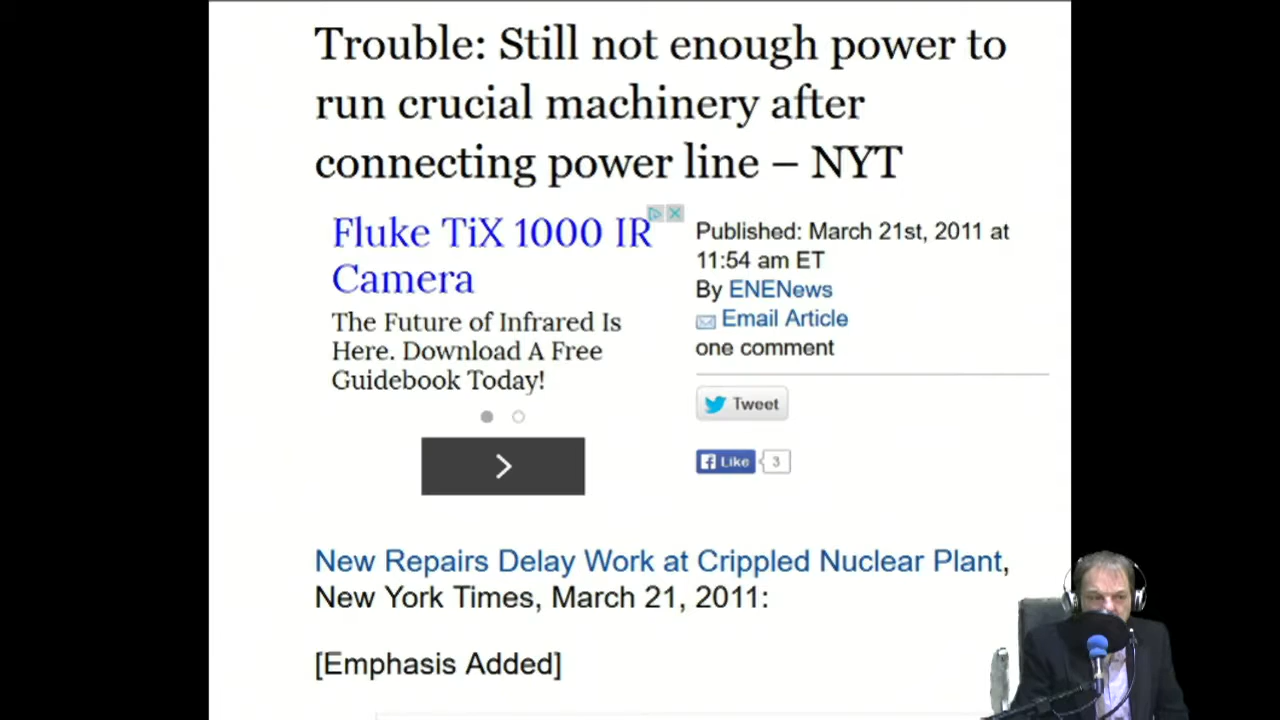 Trouble: Still not enough power to
run crucial machinery after
connecting power line – NYT
Fluke TiX 1000 IR
Camera
The Future of Infrared Is
Here. Download A Free
Guidebook Today!
Published: March 21st, 2011 at
11:54 am ET
By ENENews
Email Article
one comment
Tweet
Like 3
New Repairs Delay Work at Crippled Nuclear Plant,
New York Times, March 21, 2011:
[Emphasis Added]